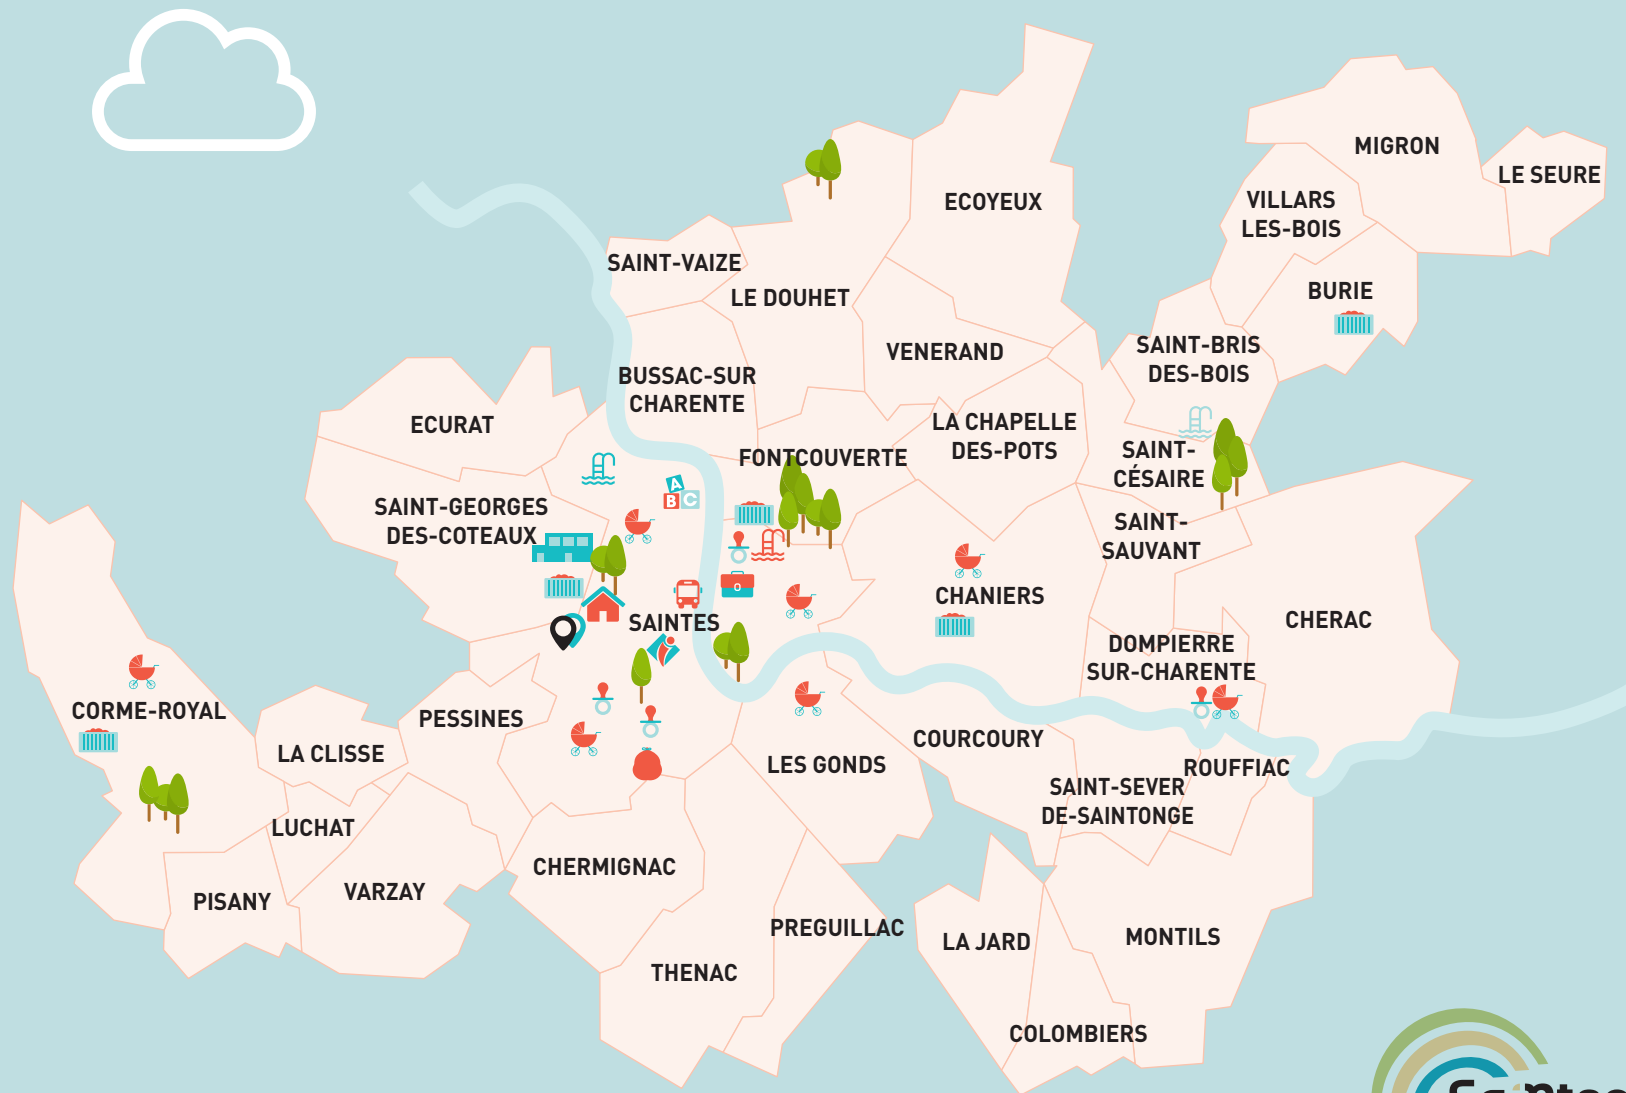 MIGRON
LE SEURE
VILLARS
LES-BOIS
ECOYEUX
SAINT-VAIZE
LE DOUHET
BURIE
VENERAND
SAINT-BRIS
DES-BOIS
BUSSAC-SUR
CHARENTE
ECURAT
LA CHAPELLE
DES-POTS
FONTCOUVERTE
SAINT-
CÉSAIRE
A
B C
SAINT-GEORGES
DES-COTEAUX
SAINT-
SAUVANT
CHANIERS
SAINTES
CHERAC
DOMPIERRE
SUR-CHARENTE
CORME-ROYAL
PESSINES
LA CLISSE
COURCOURY
LES GONDS
ROUFFIAC
SAINT-SEVER
DE-SAINTONGE
LUCHAT
CHERMIGNAC
VARZAY
PISANY
PREGUILLAC
LA JARD
MONTILS
THENAC
COLOMBIERS